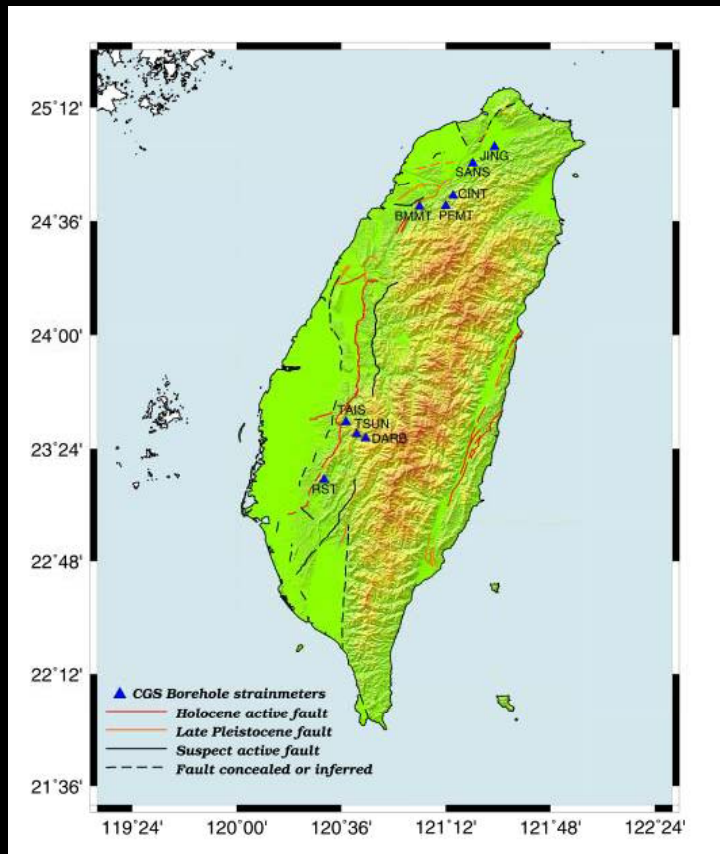 25°12'
JING
SANS
CINT
24°36'
BMMT
PFMT
24°00'
TAIS
TSUN
23°24'
DARB
RST
22°48'
22°12'
CGS Borehole strainmeters
Holocene active fault
Late Pleistocene fault
Suspect active fault
Fault concealed or inferred
21°36'
119°24' 120°00' 120°36' 121°12' 121°48' 122°24'